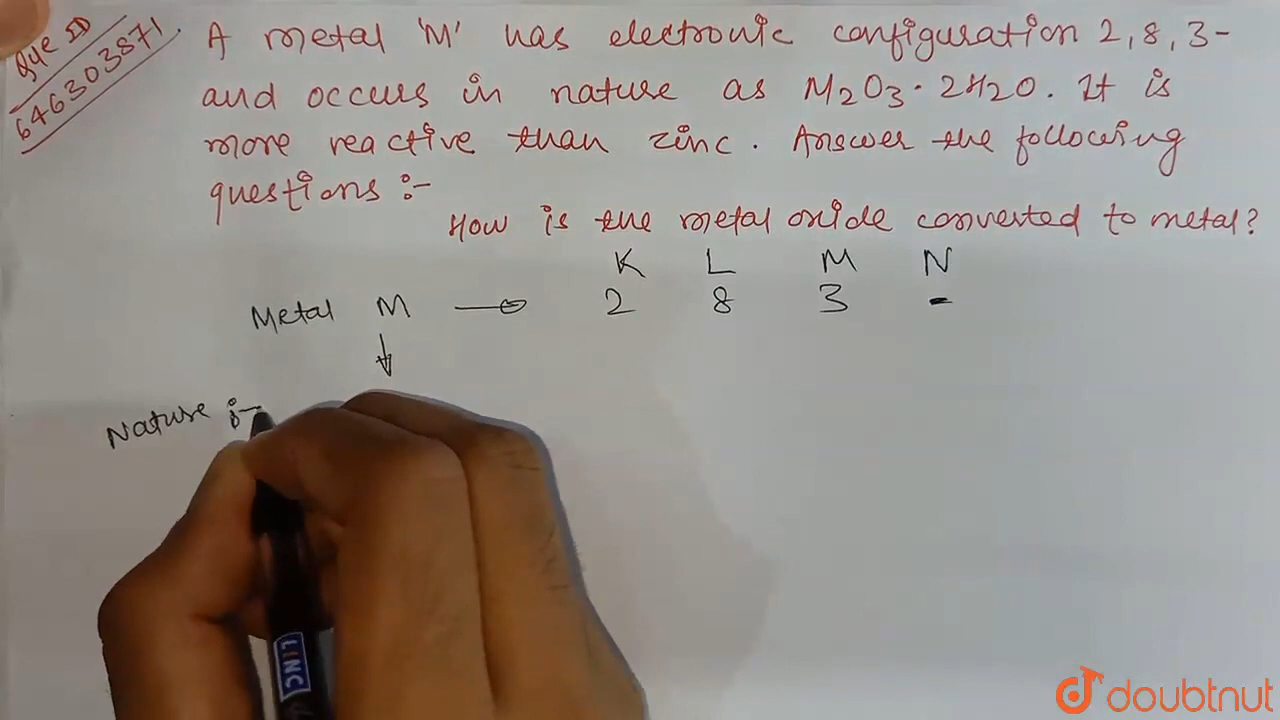 Que ID
646303871
A metal 'M' has electronic configuration 2, 8, 3-
and occurs in nature as M2O3·2H2O. It is
more reactive than zinc. Answer the following
questions :-
How is the metal oxide converted to metal?
K L M N
Metal M → 2 8 3 -
↓
Nature :-
LINC
doubtnut